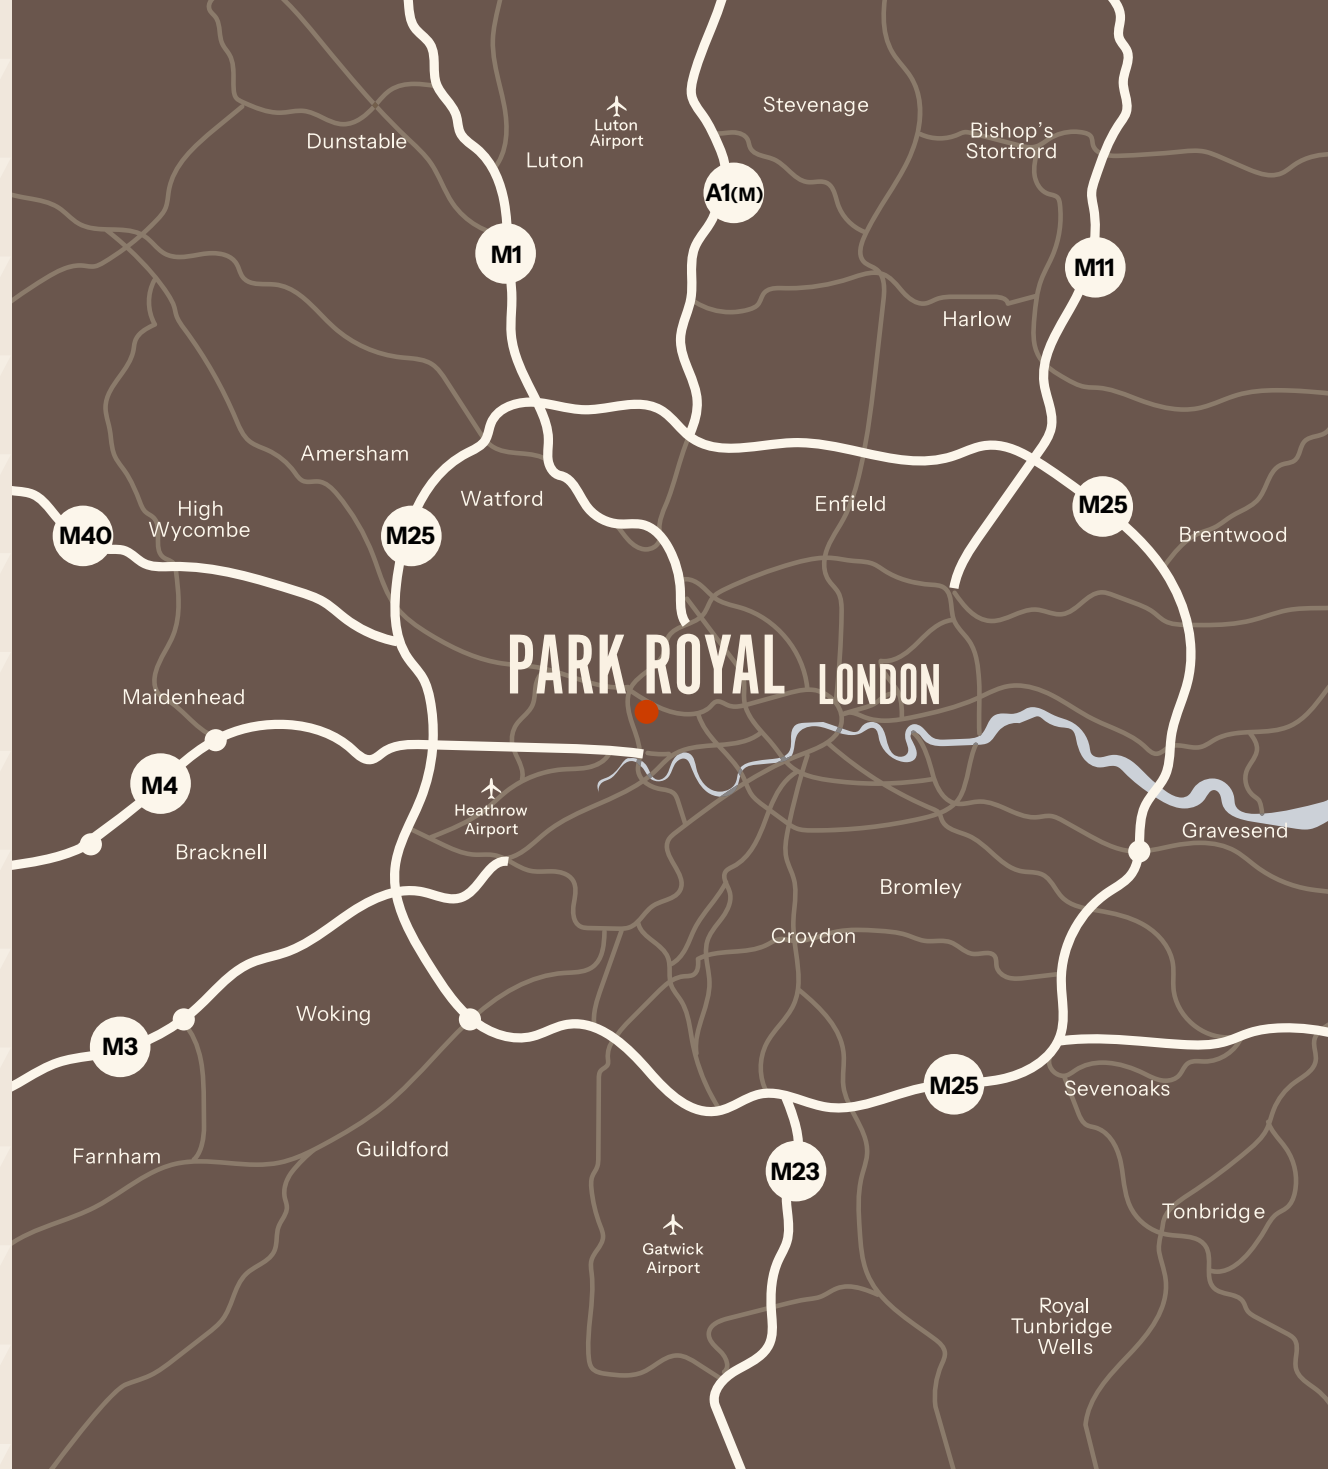 Stevenage
Luton
Airport
Bishop's
Stortford
Dunstable
Luton
A1(M)
M1
M11
Harlow
Amersham
Watford
Enfield
M25
High
Wycombe
M40
M25
Brentwood
PARK ROYAL
LONDON
Maidenhead
M4
Heathrow
Airport
Gravesend
Bracknell
Bromley
Croydon
Woking
M3
M25
Sevenoaks
Guildford
Farnham
M23
Tonbridge
Gatwick
Airport
Royal
Tunbridge
Wells